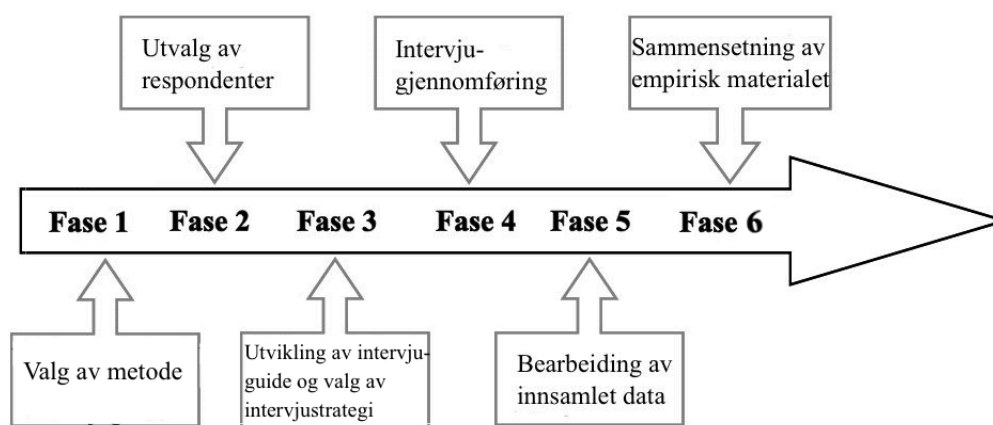 Utvalg av
respondenter
Intervju-
gjennomføring
Sammensetning av
empirisk materialet
Fase 1 Fase 2 Fase 3 Fase 4 Fase 5 Fase 6
Valg av metode
Utvikling av intervju-
guide og valg av
intervjustrategi
Bearbeiding av
innsamlet data